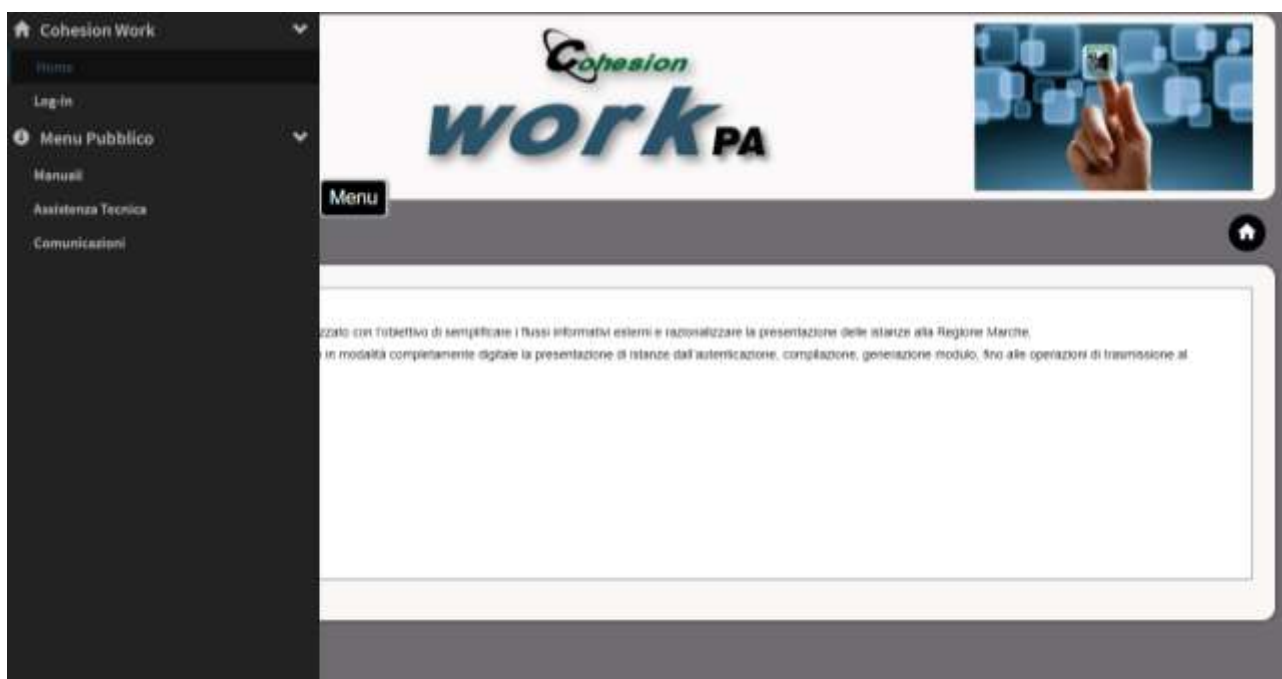 Cohesion Work
Home
Log-In
Menu Pubblico
Manuali
Assistenza Tecnica
Comunicazioni
Cohesion
work PA
Menu
zzato con l'obiettivo di semplificare i flussi informativi esterni e razionalizzare la presentazione delle istanze alla Regione Marche.
in modalità completamente digitale la presentazione di istanze dall'autenticazione, compilazione, generazione modulo, fino alle operazioni di trasmissione al